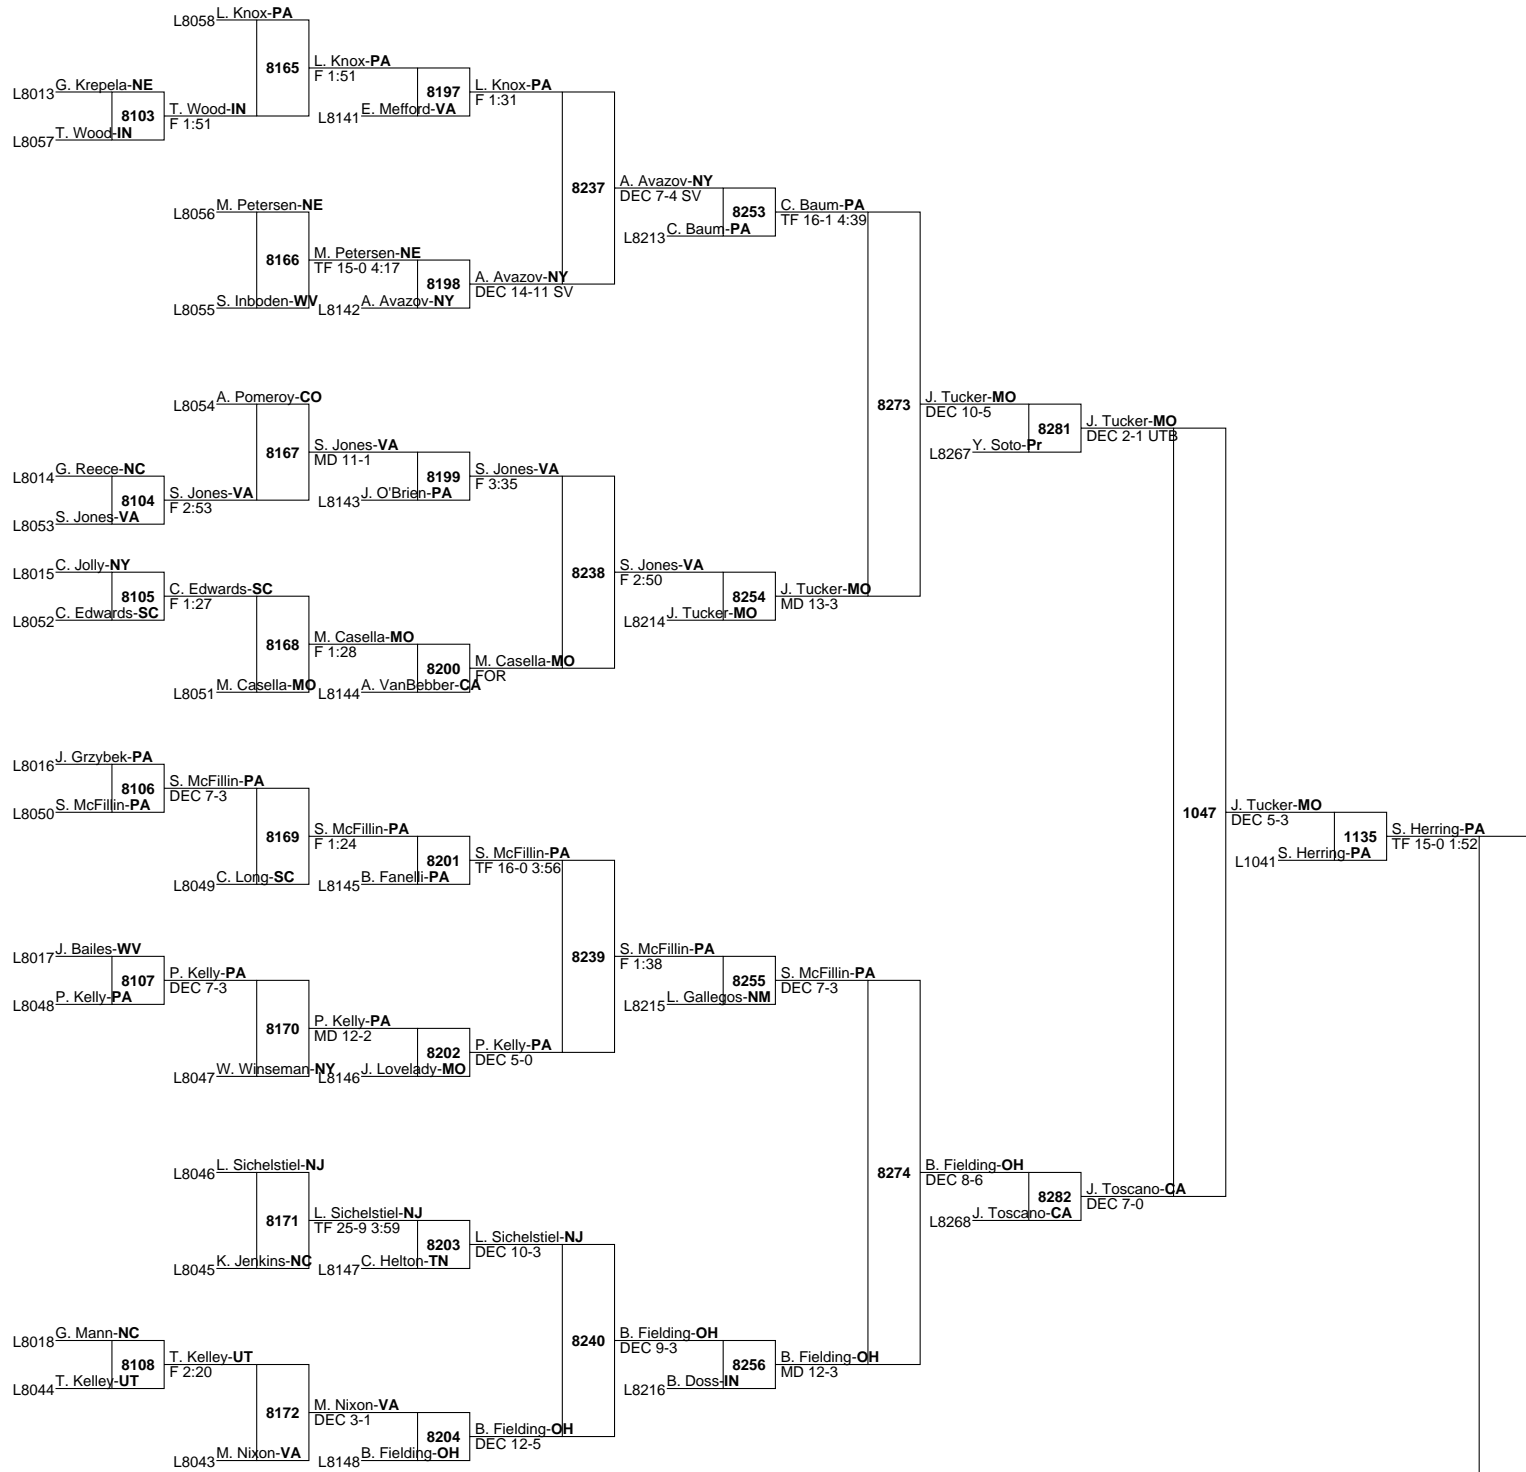 L8058 L. Knox-PA
8165
L. Knox-PA
F 1:51
L8013 G. Krepela-NE
8103
T. Wood-IN
F 1:51
L8057 T. Wood-IN
8197
L. Knox-PA
F 1:31
L8141 E. Mefford-VA
8237
A. Avazov-NY
DEC 7-4 SV
L8056 M. Petersen-NE
8166
M. Petersen-NE
TF 15-0 4:17
L8055 S. Inboden-WV
8198
A. Avazov-NY
DEC 14-11 SV
L8142 A. Avazov-NY
8253
C. Baum-PA
TF 16-1 4:39
L8213 C. Baum-PA
8273
J. Tucker-MO
DEC 10-5
L8054 A. Pomeroy-CO
8167
S. Jones-VA
MD 11-1
L8014 G. Reece-NC
8104
S. Jones-VA
F 2:53
L8053 S. Jones-VA
8199
S. Jones-VA
F 3:35
L8143 J. O'Brien-PA
8281
J. Tucker-MO
DEC 2-1 UTB
L8267 Y. Soto-Pr
L8015 C. Jolly-NY
8105
C. Edwards-SC
F 1:27
L8052 C. Edwards-SC
8168
M. Casella-MO
F 1:28
L8051 M. Casella-MO
8200
M. Casella-MO
FOR
L8144 A. VanBebber-CA
8238
S. Jones-VA
F 2:50
8254
J. Tucker-MO
MD 13-3
L8214 J. Tucker-MO
L8016 J. Grzybek-PA
8106
S. McFillin-PA
DEC 7-3
L8050 S. McFillin-PA
8169
S. McFillin-PA
F 1:24
L8049 C. Long-SC
8201
S. McFillin-PA
TF 16-0 3:56
L8145 B. Fanelli-PA
1047
J. Tucker-MO
DEC 5-3
1135
S. Herring-PA
TF 15-0 1:52
L1041 S. Herring-PA
L8017 J. Bailes-WV
8107
P. Kelly-PA
DEC 7-3
L8048 P. Kelly-PA
8170
P. Kelly-PA
MD 12-2
L8047 W. Winseman-NY
8202
P. Kelly-PA
DEC 5-0
L8146 J. Lovelady-MO
8239
S. McFillin-PA
F 1:38
8255
S. McFillin-PA
DEC 7-3
L8215 L. Gallegos-NM
8274
B. Fielding-OH
DEC 8-6
8282
J. Toscano-CA
DEC 7-0
L8268 J. Toscano-CA
L8046 L. Sichelstiel-NJ
8171
L. Sichelstiel-NJ
TF 25-9 3:59
L8045 K. Jenkins-NC
8203
L. Sichelstiel-NJ
DEC 10-3
L8147 C. Helton-TN
8240
B. Fielding-OH
DEC 9-3
8256
B. Fielding-OH
MD 12-3
L8216 B. Doss-IN
L8018 G. Mann-NC
8108
T. Kelley-UT
F 2:20
L8044 T. Kelley-UT
8172
M. Nixon-VA
DEC 3-1
L8043 M. Nixon-VA
8204
B. Fielding-OH
DEC 12-5
L8148 B. Fielding-OH